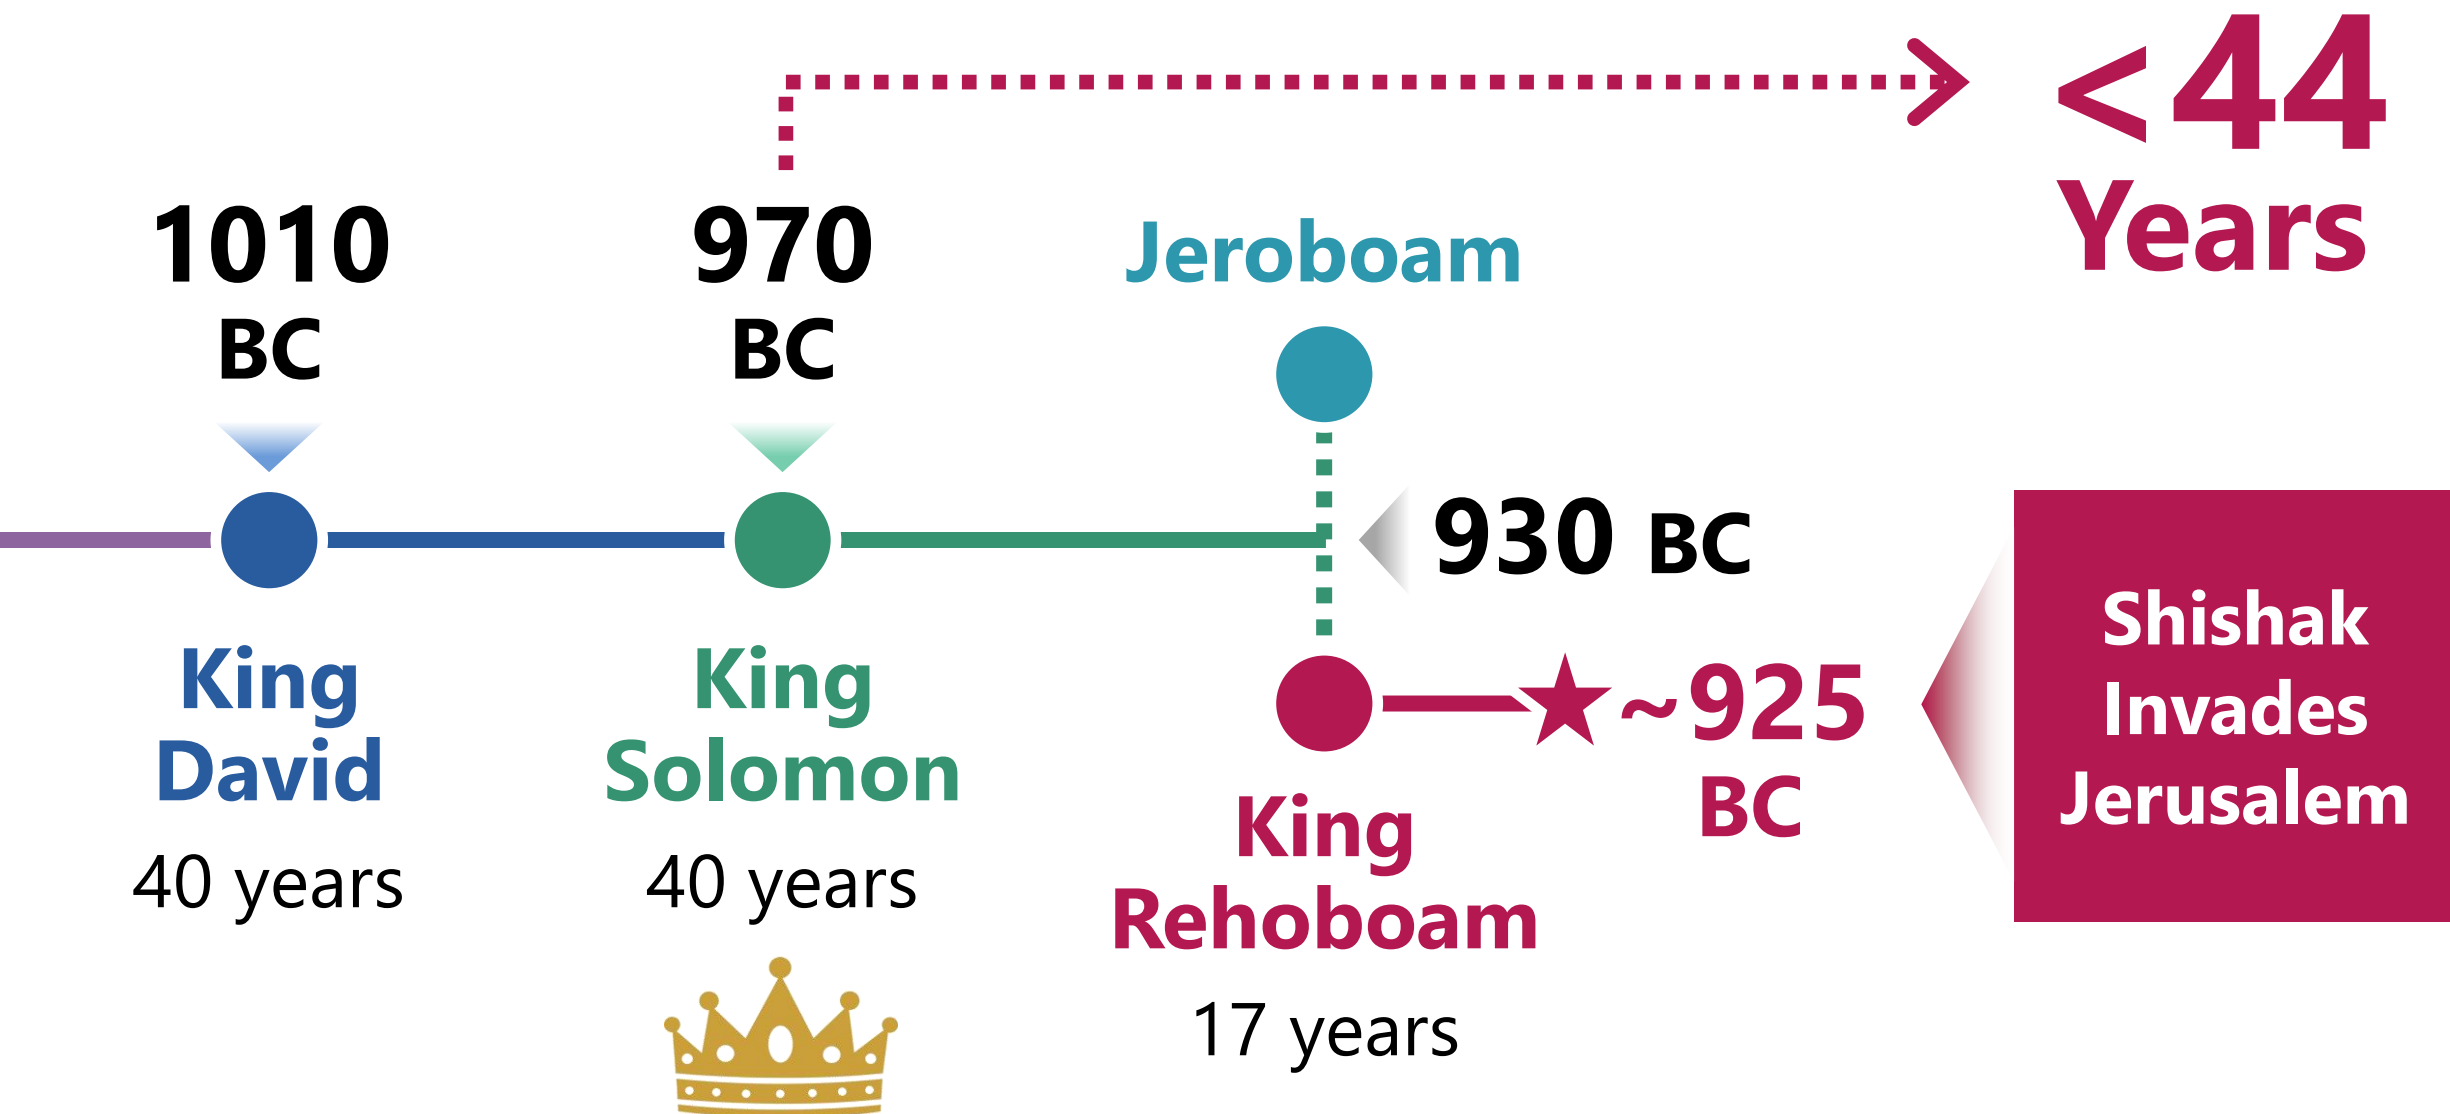 <44
Years
1010
BC
970
BC
Jeroboam
930 BC
King
David
40 years
King
Solomon
40 years
King
Rehoboam
17 years
~925
BC
Shishak
Invades
Jerusalem